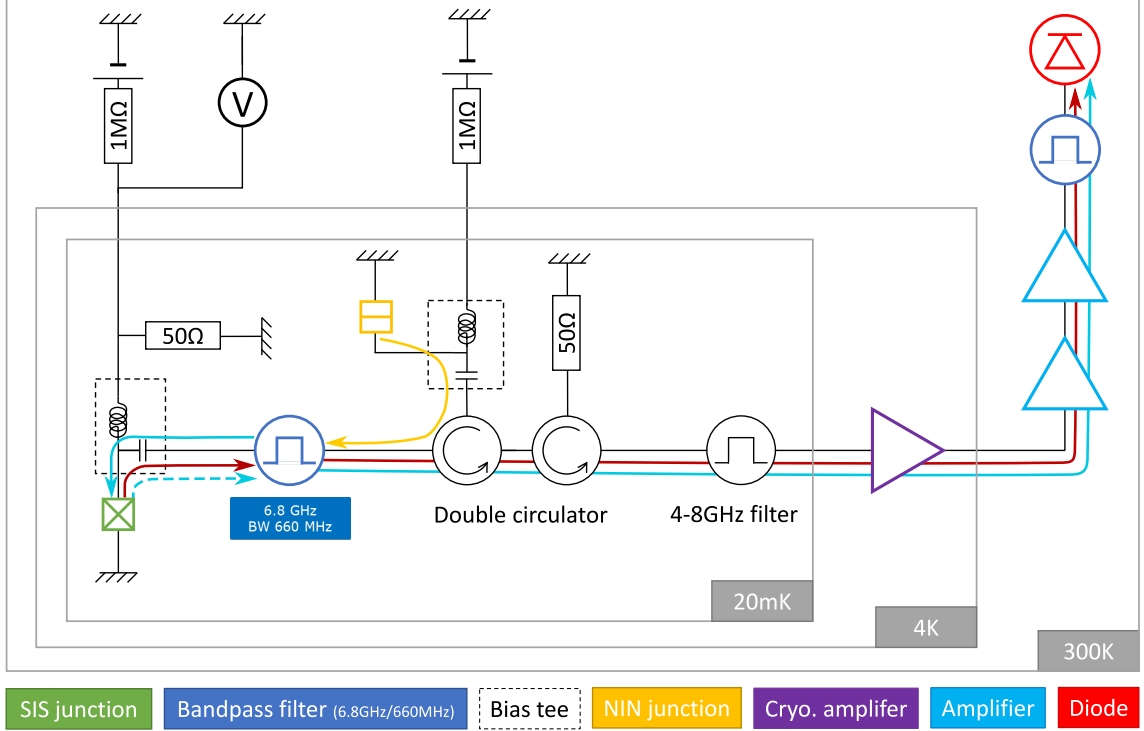 1MΩ
V
1MΩ
50Ω
50Ω
6.8 GHz
BW 660 MHz
Double circulator
4-8GHz filter
20mK
4K
300K
SIS junction
Bandpass filter (6.8GHz/660MHz)
Bias tee
NIN junction
Cryo. amplifer
Amplifier
Diode